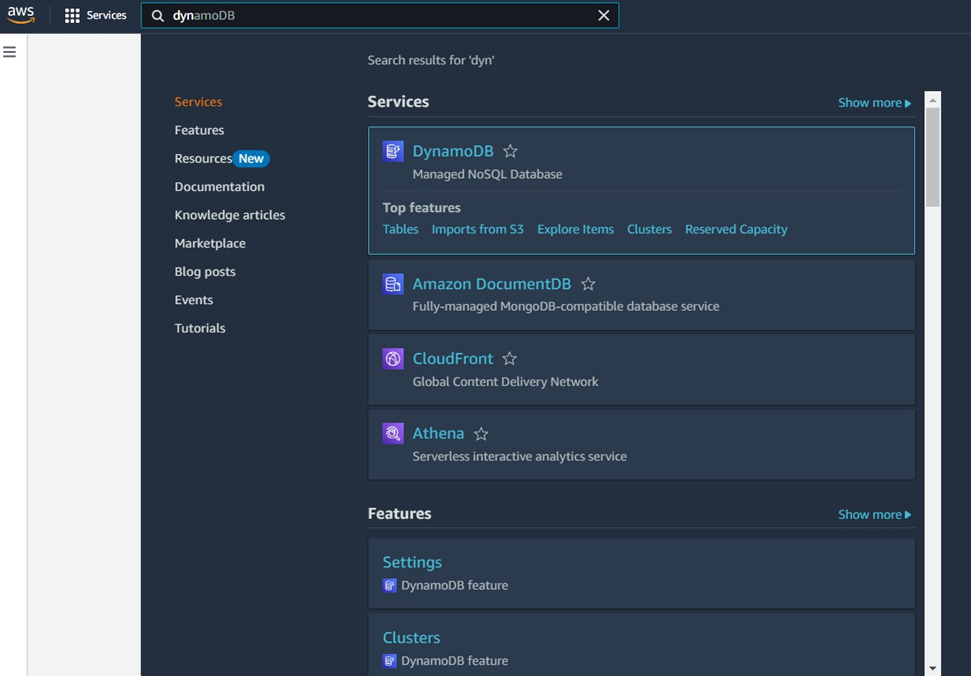 aws
Services
dynamoDB
Search results for 'dyn'
Services
Features
Resources New
Documentation
Knowledge articles
Marketplace
Blog posts
Events
Tutorials
Services
Show more
DynamoDB
Managed NoSQL Database
Top features
Tables Imports from S3 Explore Items Clusters Reserved Capacity
Amazon DocumentDB
Fully-managed MongoDB-compatible database service
CloudFront
Global Content Delivery Network
Athena
Serverless interactive analytics service
Features
Show more
Settings
DynamoDB feature
Clusters
DynamoDB feature